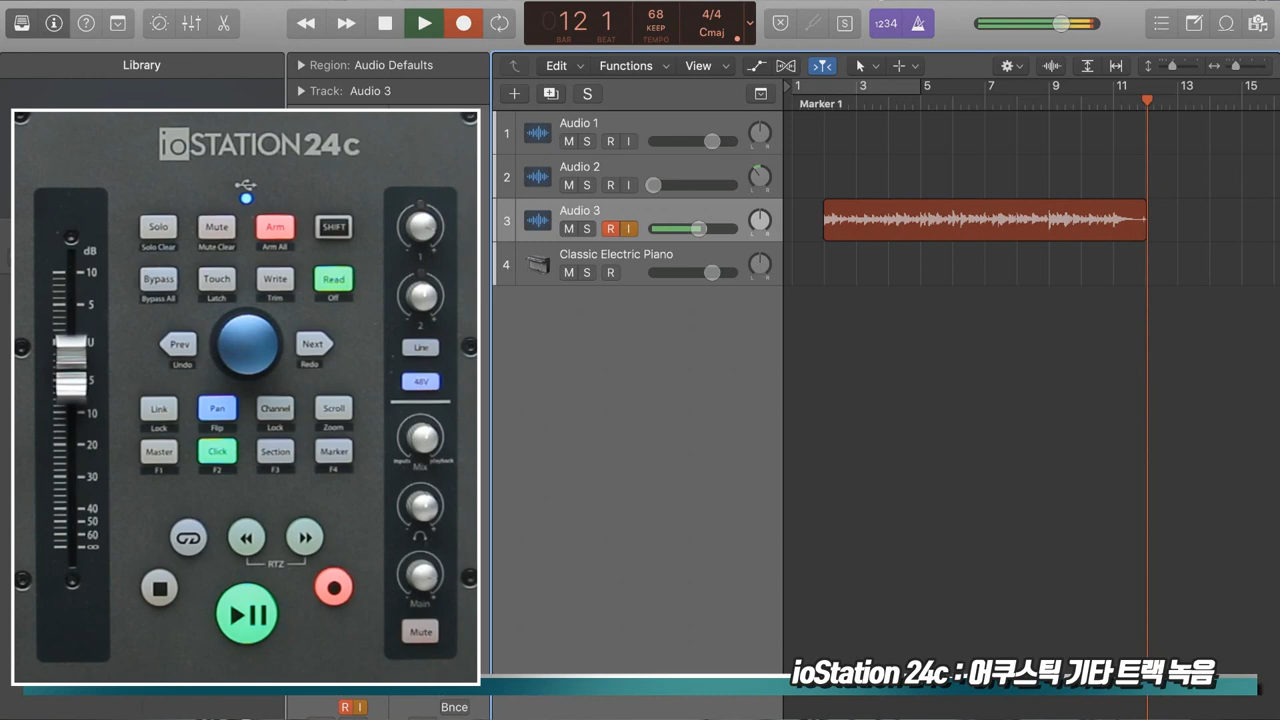 12 1
BAR BEAT
68
KEEP
TEMPO
4/4
Cmaj
S
1234
Library
Region: Audio Defaults
Track: Audio 3
Edit
Functions
View
S
1 3 5 7 9 11 13 15
Marker 1
1
Audio 1
M S R I
L R
2
Audio 2
M S R I
L R
3
Audio 3
M S R I
L R
4
Classic Electric Piano
M S R
L R
ioSTATION 24c
Solo Mute Arm SHIFT
Solo Clear Mute Clear Arm All
Bypass Touch Write Read
Bypass All Latch Trim Off
Prev Next
Undo Redo
Link Pan Channel Scroll
Lock Flip Lock Zoom
Master Click Section Marker
F1 F2 F3 F4
RTZ
dB
10
5
U
5
10
20
30
40
50
60
∞
1
2
Line
48V
Inputs Playback
Mix
Main
Mute
R I
Bnce
ioStation 24c : 어쿠스틱 기타 트랙 녹음